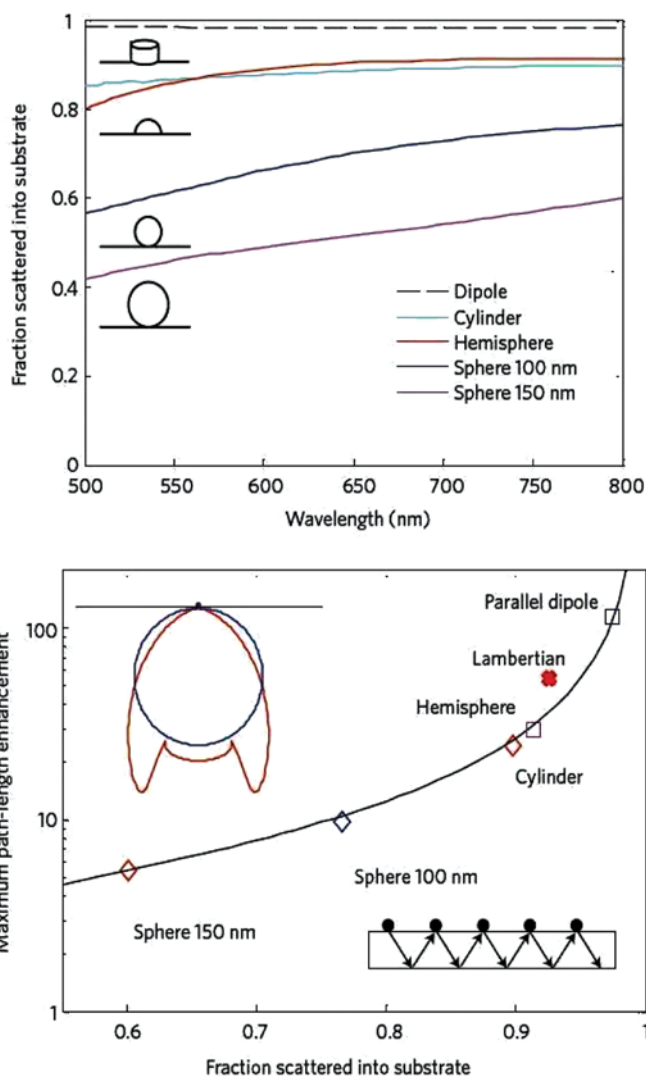 Fraction scattered into substrate
1
0.8
0.6
0.4
0.2
0
Dipole
Cylinder
Hemisphere
Sphere 100 nm
Sphere 150 nm
500
550
600
650
700
750
800
Wavelength (nm)
Maximum path-length enhancement
100
10
1
Parallel dipole
Lambertian
Hemisphere
Cylinder
Sphere 100 nm
Sphere 150 nm
0.6
0.7
0.8
0.9
1
Fraction scattered into substrate